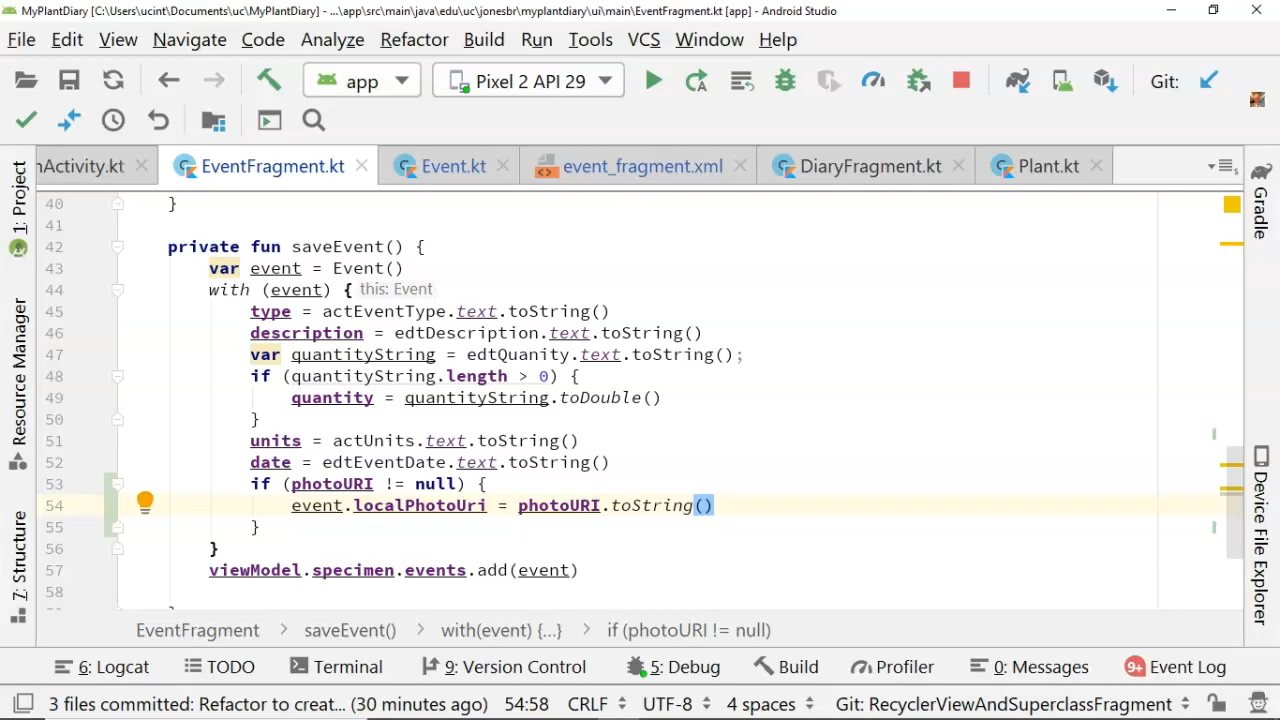 MyPlantDiary [C:\Users\ucint\Documents\uc\MyPlantDiary] - ...\app\src\main\java\edu\uc\jonesbr\myplantdiary\ui\main\EventFragment.kt [app] - Android Studio
File Edit View Navigate Code Analyze Refactor Build Run Tools VCS Window Help
app Pixel 2 API 29 Git:
nActivity.kt EventFragment.kt Event.kt event_fragment.xml DiaryFragment.kt Plant.kt
1: Project
Resource Manager
7: Structure
Gradle
Device File Explorer
40 }
41
42 private fun saveEvent() {
43 var event = Event()
44 with (event) { this: Event
45 type = actEventType.text.toString()
46 description = edtDescription.text.toString()
47 var quantityString = edtQuanity.text.toString();
48 if (quantityString.length > 0) {
49 quantity = quantityString.toDouble()
50 }
51 units = actUnits.text.toString()
52 date = edtEventDate.text.toString()
53 if (photoURI != null) {
54 event.localPhotoUri = photoURI.toString()
55 }
56 }
57 viewModel.specimen.events.add(event)
58
EventFragment > saveEvent() > with(event) {...} > if (photoURI != null)
6: Logcat TODO Terminal 9: Version Control 5: Debug Build Profiler 0: Messages 9+ Event Log
3 files committed: Refactor to creat... (30 minutes ago) 54:58 CRLF UTF-8 4 spaces Git: RecyclerViewAndSuperclassFragment